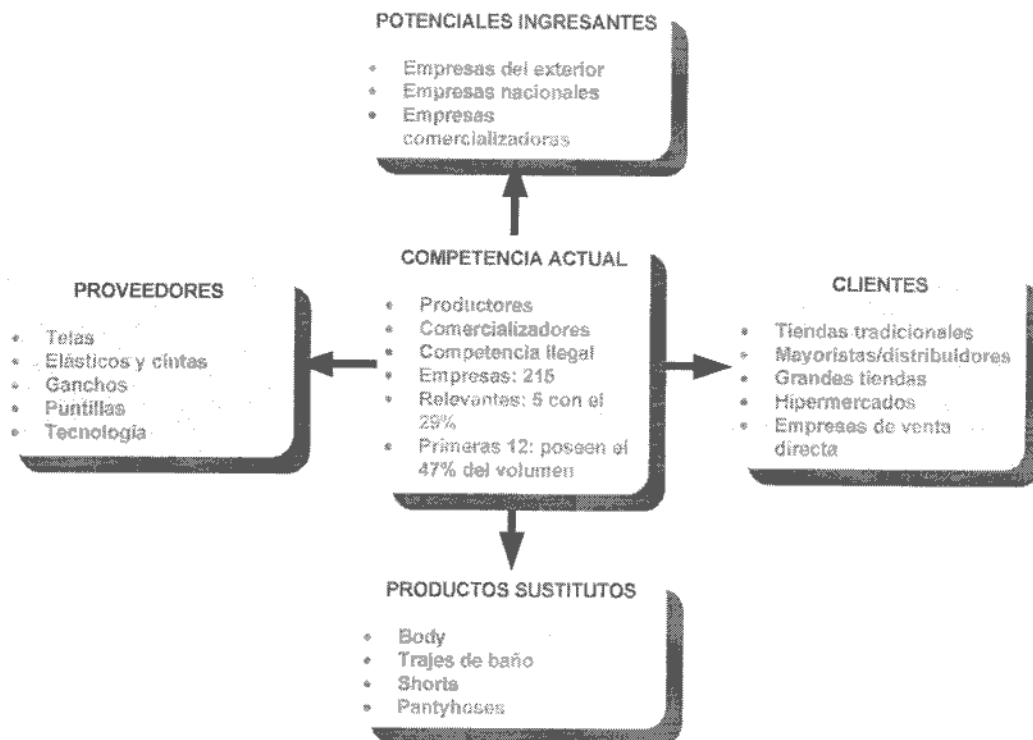 POTENCIALES INGRESANTES
• Empresas del exterior
• Empresas nacionales
• Empresas
comercializadoras
COMPETENCIA ACTUAL
• Productores
• Comercializadores
• Competencia ilegal
• Empresas: 215
• Relevantes: 5 con el
29%
• Primeras 12: poseen el
47% del volumen
PROVEEDORES
• Telas
• Elásticos y cintas
• Ganchos
• Puntillas
• Tecnología
CLIENTES
• Tiendas tradicionales
• Mayoristas/distribuidores
• Grandes tiendas
• Hipermercados
• Empresas de venta
directa
PRODUCTOS SUSTITUTOS
• Body
• Trajes de baño
• Shorts
• Pantyhoses